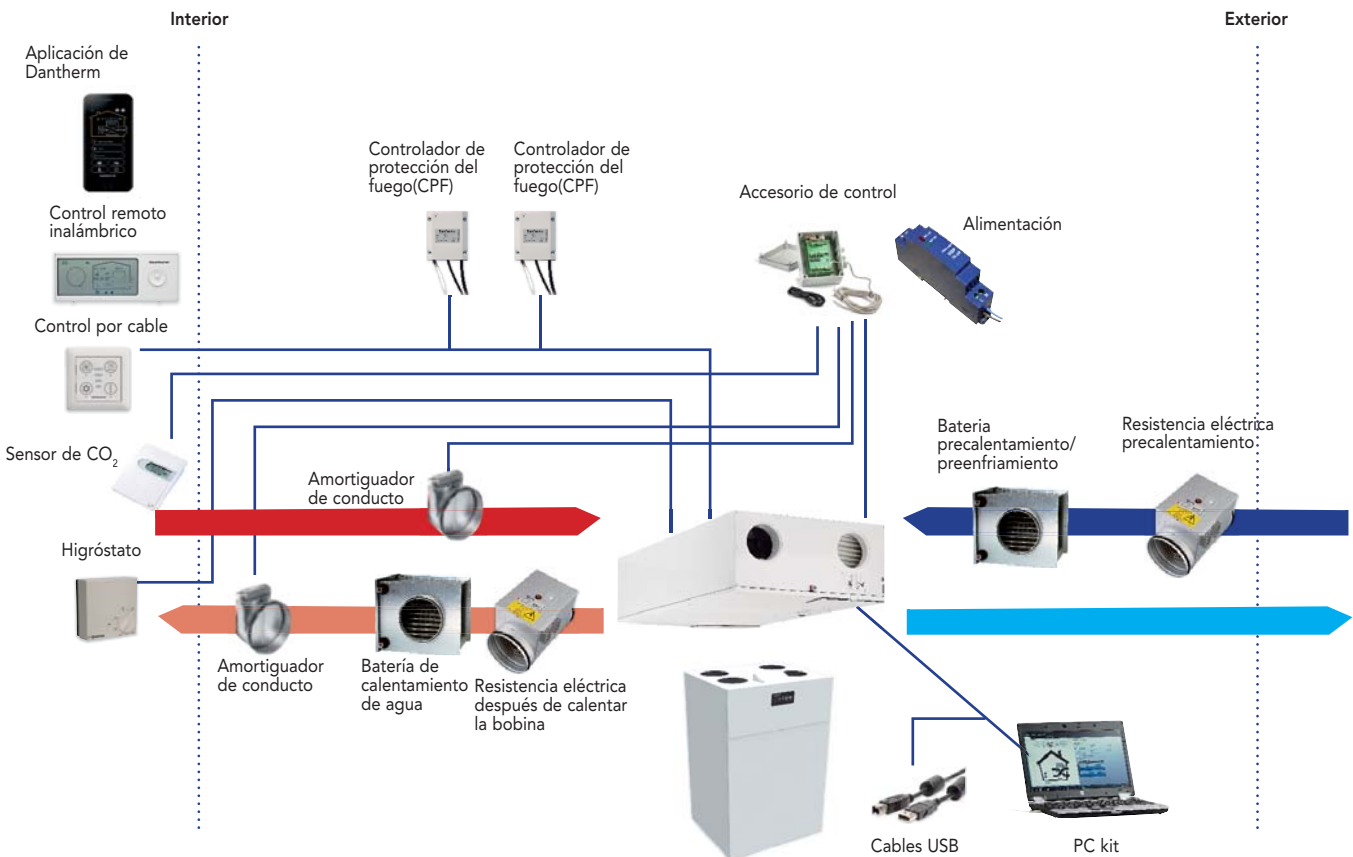 Interior
Exterior
Aplicación de
Dantherm
Controlador de
protección del
fuego(CPF)
Controlador de
protección del
fuego(CPF)
Accesorio de control
Alimentación
Control remoto
inalámbrico
Control por cable
Sensor de CO₂
Amortiguador
de conducto
Bateria
precalentamiento/
preenfriamiento
Resistencia eléctrica
precalentamiento
Higróstato
Amortiguador
de conducto
Batería de
calentamiento
de agua
Resistencia eléctrica
después de calentar
la bobina
Cables USB
PC kit